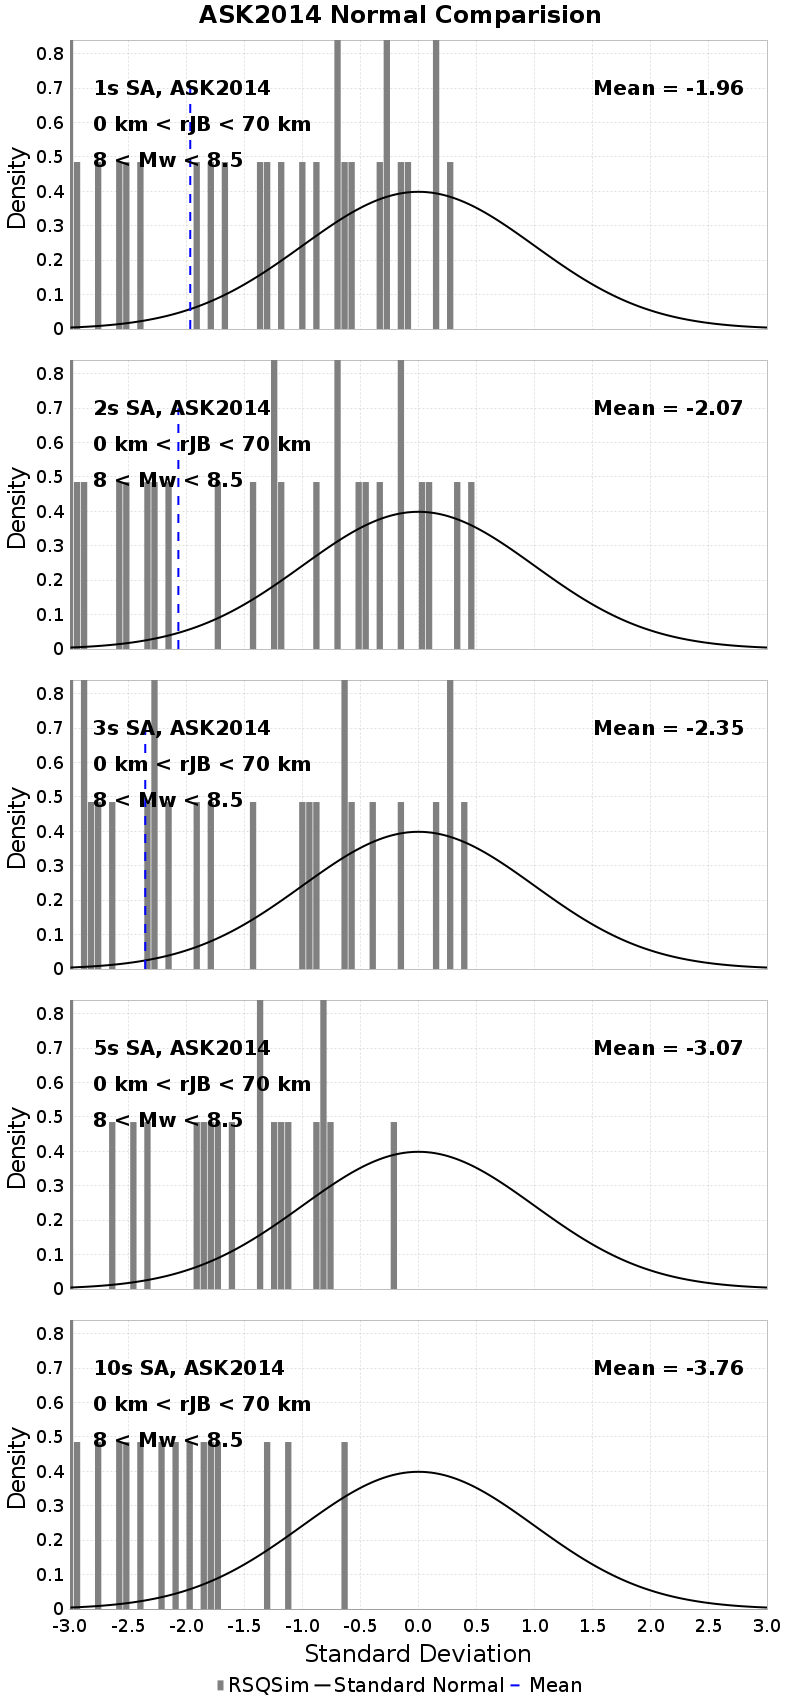 ASK2014 Normal Comparision
0.8
0.7
0.6
0.5
0.4
0.3
0.2
0.1
0
Density
1s SA, ASK2014
0 km < rJB < 70 km
8 < Mw < 8.5
Mean = -1.96
0.8
0.7
0.6
0.5
0.4
0.3
0.2
0.1
0
Density
2s SA, ASK2014
0 km < rJB < 70 km
8 < Mw < 8.5
Mean = -2.07
0.8
0.7
0.6
0.5
0.4
0.3
0.2
0.1
0
Density
3s SA, ASK2014
0 km < rJB < 70 km
8 < Mw < 8.5
Mean = -2.35
0.8
0.7
0.6
0.5
0.4
0.3
0.2
0.1
0
Density
5s SA, ASK2014
0 km < rJB < 70 km
8 < Mw < 8.5
Mean = -3.07
0.8
0.7
0.6
0.5
0.4
0.3
0.2
0.1
0
Density
10s SA, ASK2014
0 km < rJB < 70 km
8 < Mw < 8.5
Mean = -3.76
-3.0 -2.5 -2.0 -1.5 -1.0 -0.5 0.0 0.5 1.0 1.5 2.0 2.5 3.0
Standard Deviation
RSQSim Standard Normal Mean